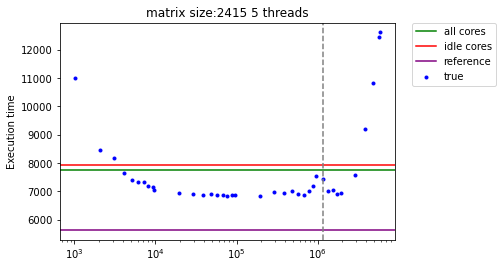 matrix size:2415 5 threads
all cores
idle cores
reference
true
Execution time
12000
11000
10000
9000
8000
7000
6000
10³
10⁴
10⁵
10⁶